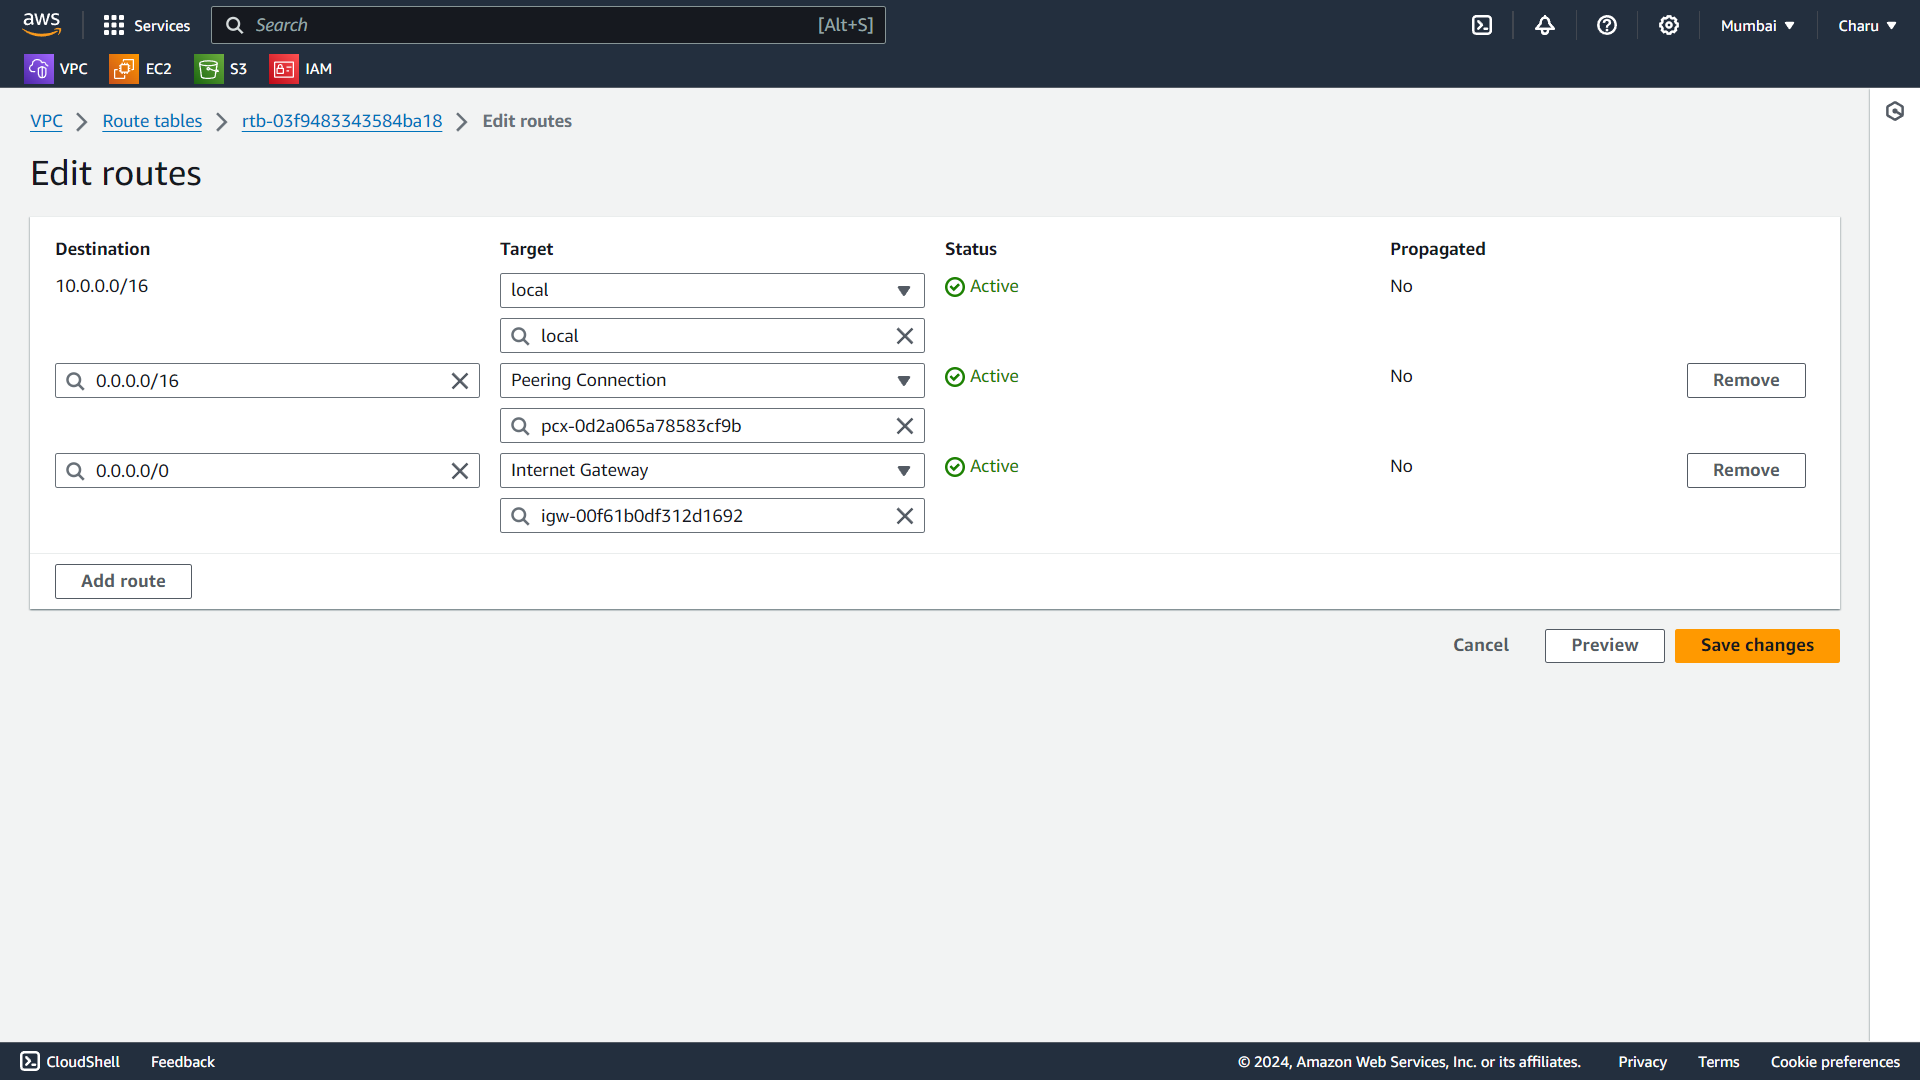 aws
Services
Search
[Alt+S]
Mumbai
Charu
VPC
EC2
S3
IAM
VPC > Route tables > rtb-03f9483343584ba18 > Edit routes
Edit routes
Destination Target Status Propagated
10.0.0.0/16 local Active No
local
0.0.0.0/16 Peering Connection Active No Remove
pcx-0d2a065a78583cf9b
0.0.0.0/0 Internet Gateway Active No Remove
igw-00f61b0df312d1692
Add route
Cancel Preview Save changes
CloudShell Feedback © 2024, Amazon Web Services, Inc. or its affiliates. Privacy Terms Cookie preferences